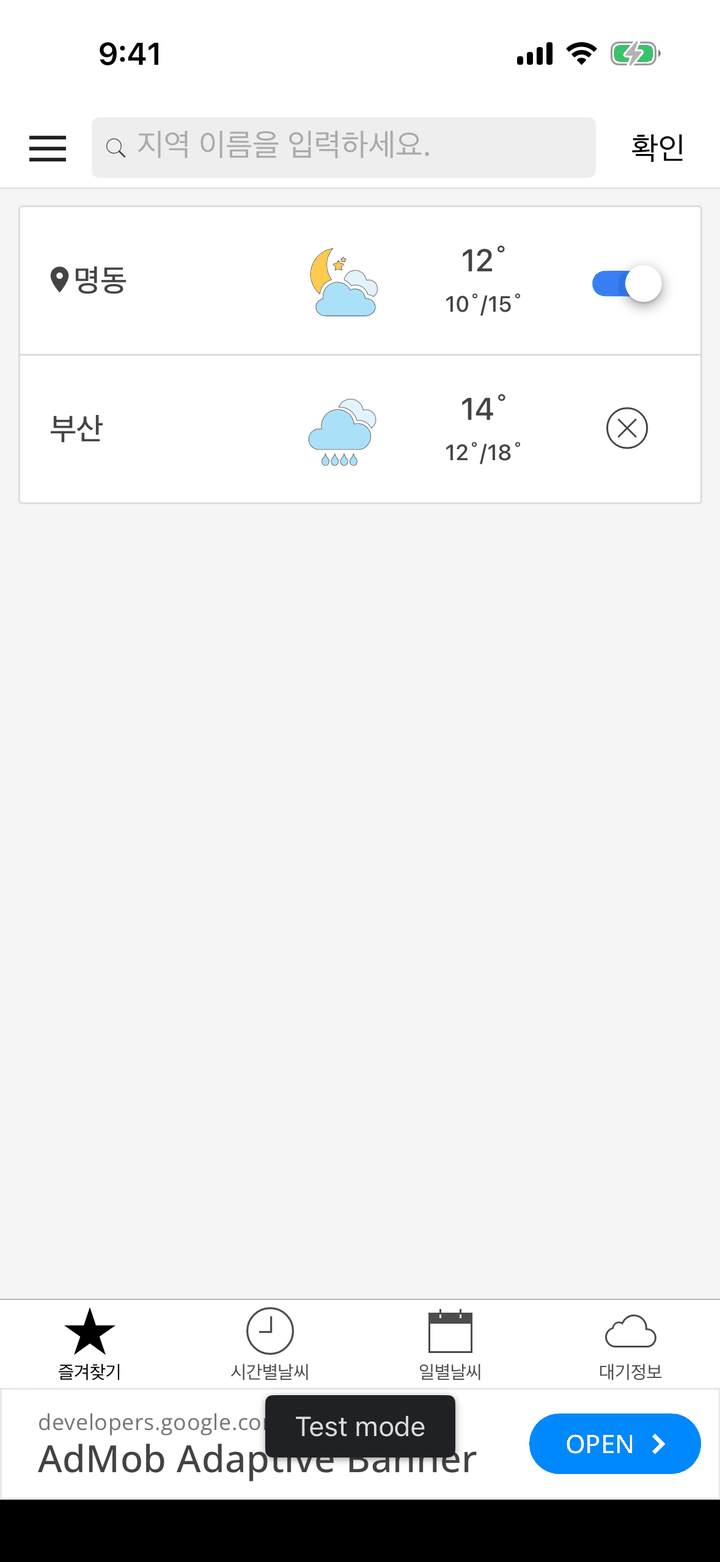 9:41
지역 이름을 입력하세요.
확인
명동
12°
10°/15°
부산
14°
12°/18°
즐겨찾기
시간별날씨
일별날씨
대기정보
developers.google.co
Test mode
AdMob Adaptive Banner
OPEN